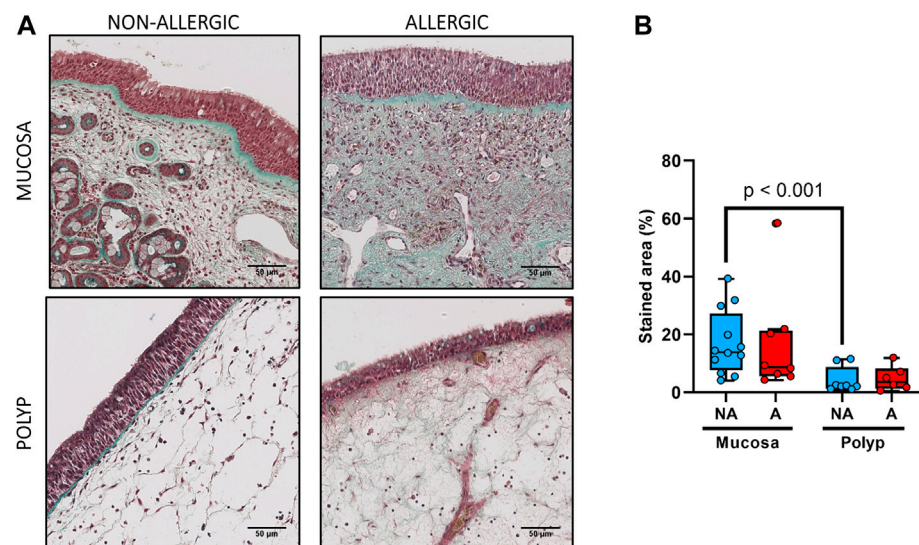 A
NON-ALLERGIC
ALLERGIC
MUCOSA
50 µm
50 µm
POLYP
50 µm
50 µm
B
p < 0.001
Stained area (%)
80
60
40
20
0
NA A NA A
Mucosa Polyp